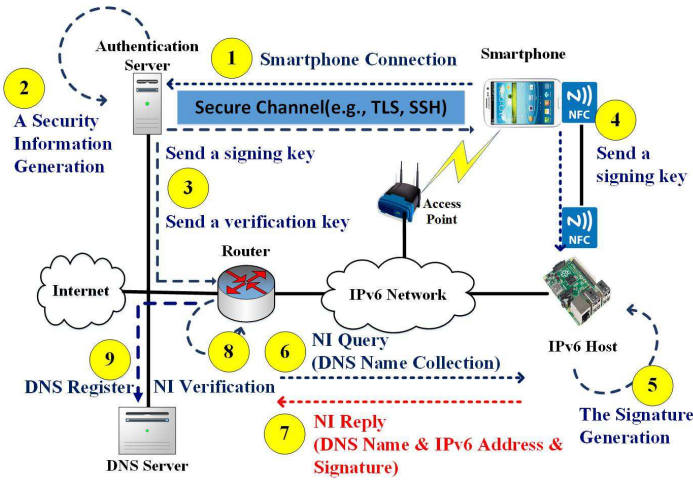 Authentication
Server
1
Smartphone Connection
Smartphone
2
Secure Channel(e.g., TLS, SSH)
NFC
4
A Security
Information
Generation
Send a signing key
Send a
signing key
3
Send a verification key
Access
Point
NFC
Router
Internet
IPv6 Network
IPv6 Host
8
6
NI Query
(DNS Name Collection)
9
DNS Register
NI Verification
5
The Signature
Generation
7
NI Reply
(DNS Name & IPv6 Address &
Signature)
DNS Server